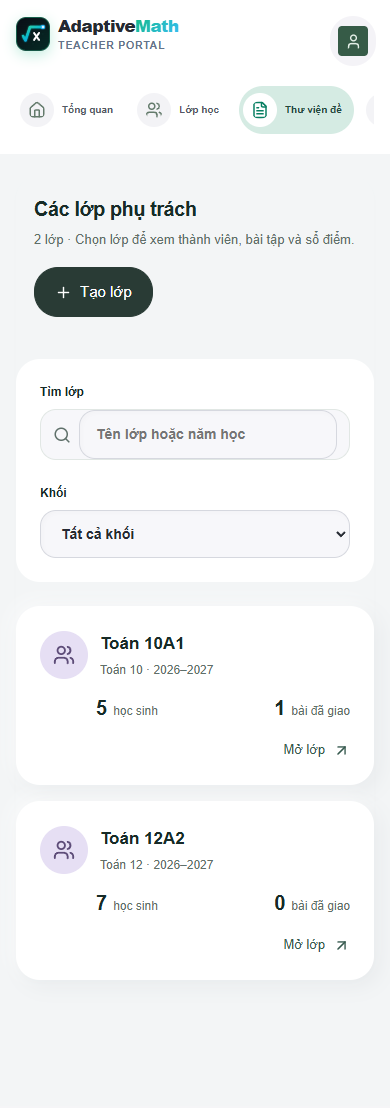 AdaptiveMath
TEACHER PORTAL
Tổng quan
Lớp học
Thư viện đề
Các lớp phụ trách
2 lớp · Chọn lớp để xem thành viên, bài tập và sổ điểm.
+ Tạo lớp
Tìm lớp
Tên lớp hoặc năm học
Khối
Tất cả khối
Toán 10A1
Toán 10 · 2026–2027
5 học sinh
1 bài đã giao
Mở lớp
Toán 12A2
Toán 12 · 2026–2027
7 học sinh
0 bài đã giao
Mở lớp